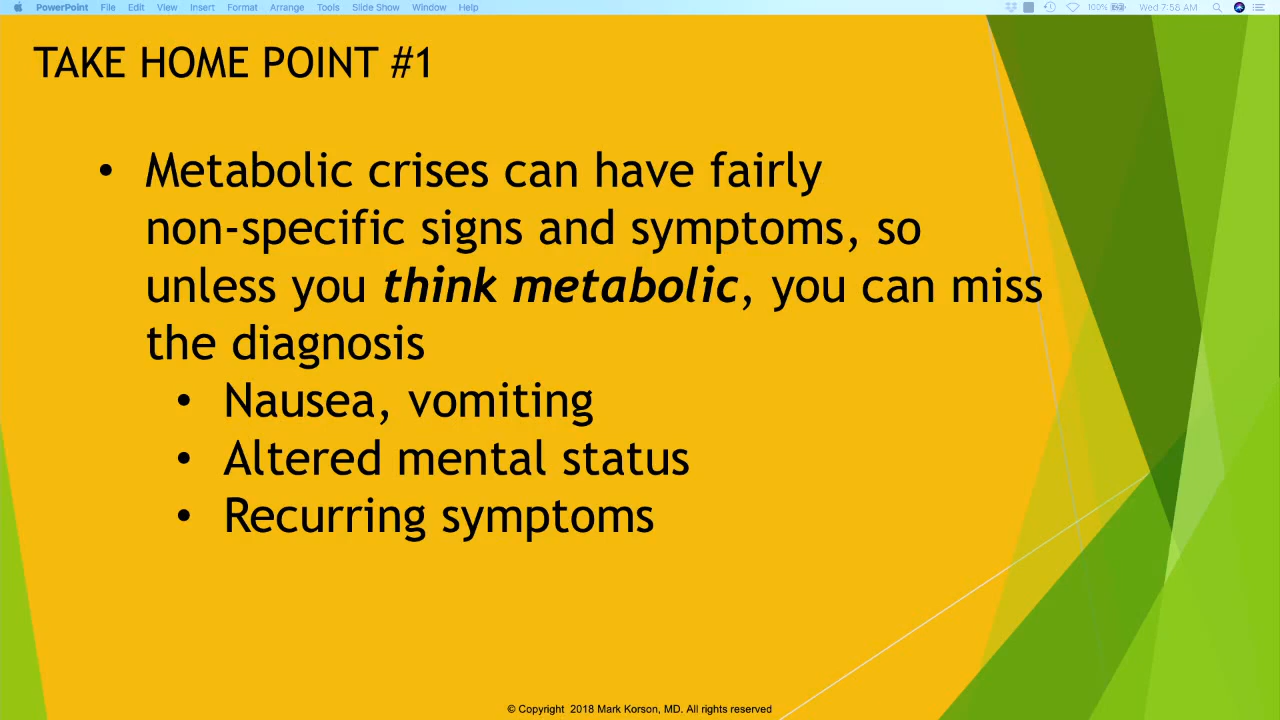 PowerPoint File Edit View Insert Format Arrange Tools Slide Show Window Help 100% Wed 7:58 AM
TAKE HOME POINT #1
• Metabolic crises can have fairly
non-specific signs and symptoms, so
unless you think metabolic, you can miss
the diagnosis
• Nausea, vomiting
• Altered mental status
• Recurring symptoms
© Copyright 2018 Mark Korson, MD. All rights reserved